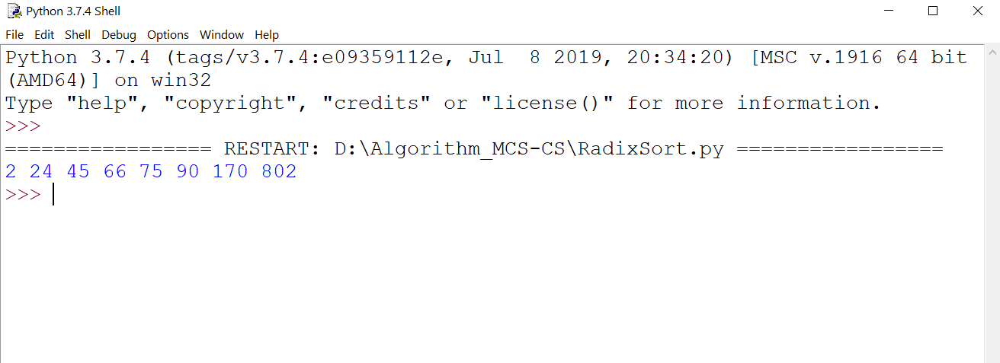 Python 3.7.4 Shell
File Edit Shell Debug Options Window Help
Python 3.7.4 (tags/v3.7.4:e09359112e, Jul  8 2019, 20:34:20) [MSC v.1916 64 bit
(AMD64)] on win32
Type "help", "copyright", "credits" or "license()" for more information.
>>>
================= RESTART: D:\Algorithm_MCS-CS\RadixSort.py =================
2 24 45 66 75 90 170 802
>>>